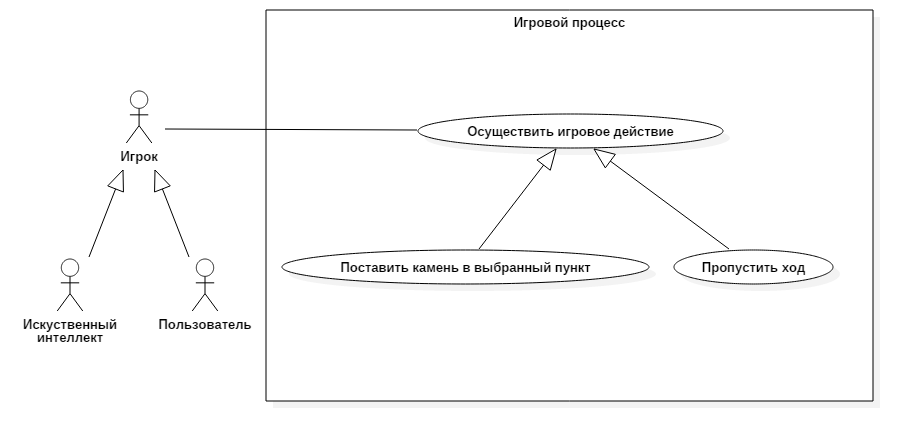 Игровой процесс
Осуществить игровое действие
Игрок
Поставить камень в выбранный пункт
Пропустить ход
Искуственный
интеллект
Пользователь